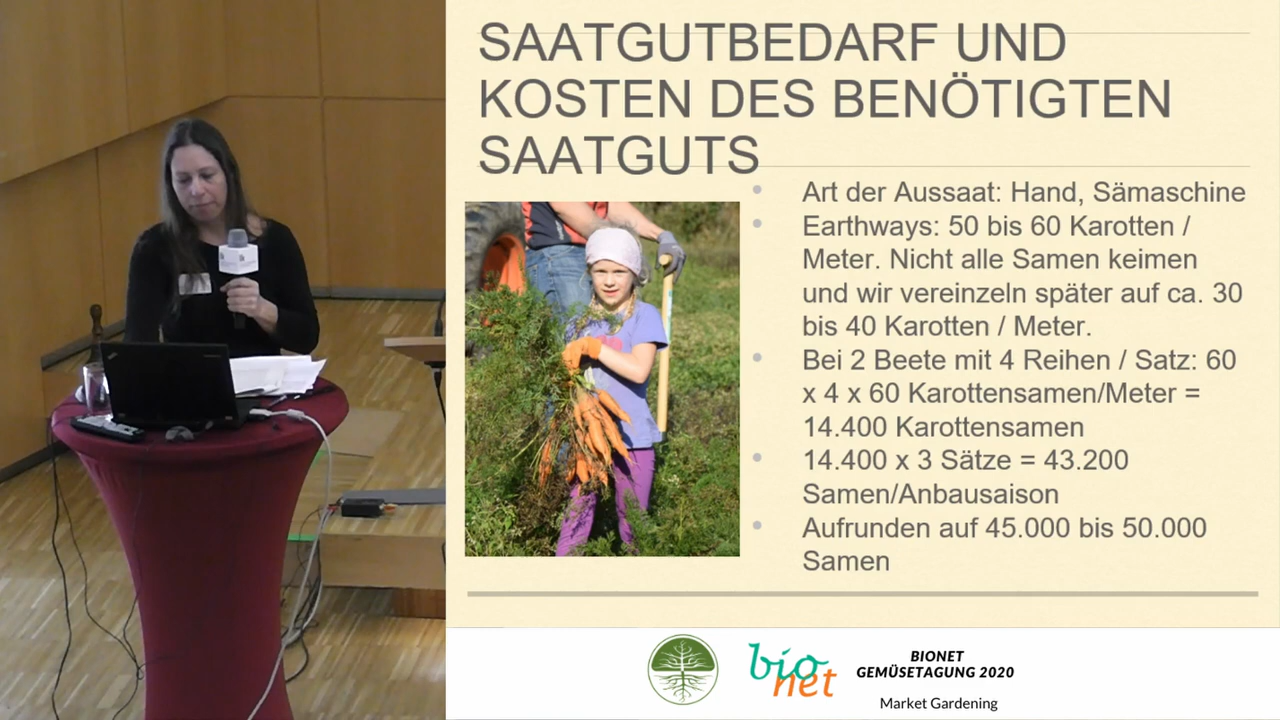 SAATGUTBEDARF UND
KOSTEN DES BENÖTIGTEN
SAATGUTS
Art der Aussaat: Hand, Sämaschine
Earthways: 50 bis 60 Karotten /
Meter. Nicht alle Samen keimen
und wir vereinzeln später auf ca. 30
bis 40 Karotten / Meter.
Bei 2 Beete mit 4 Reihen / Satz: 60
x 4 x 60 Karottensamen/Meter =
14.400 Karottensamen
14.400 x 3 Sätze = 43.200
Samen/Anbausaison
Aufrunden auf 45.000 bis 50.000
Samen
bio
net
BIONET
GEMÜSETAGUNG 2020
Market Gardening